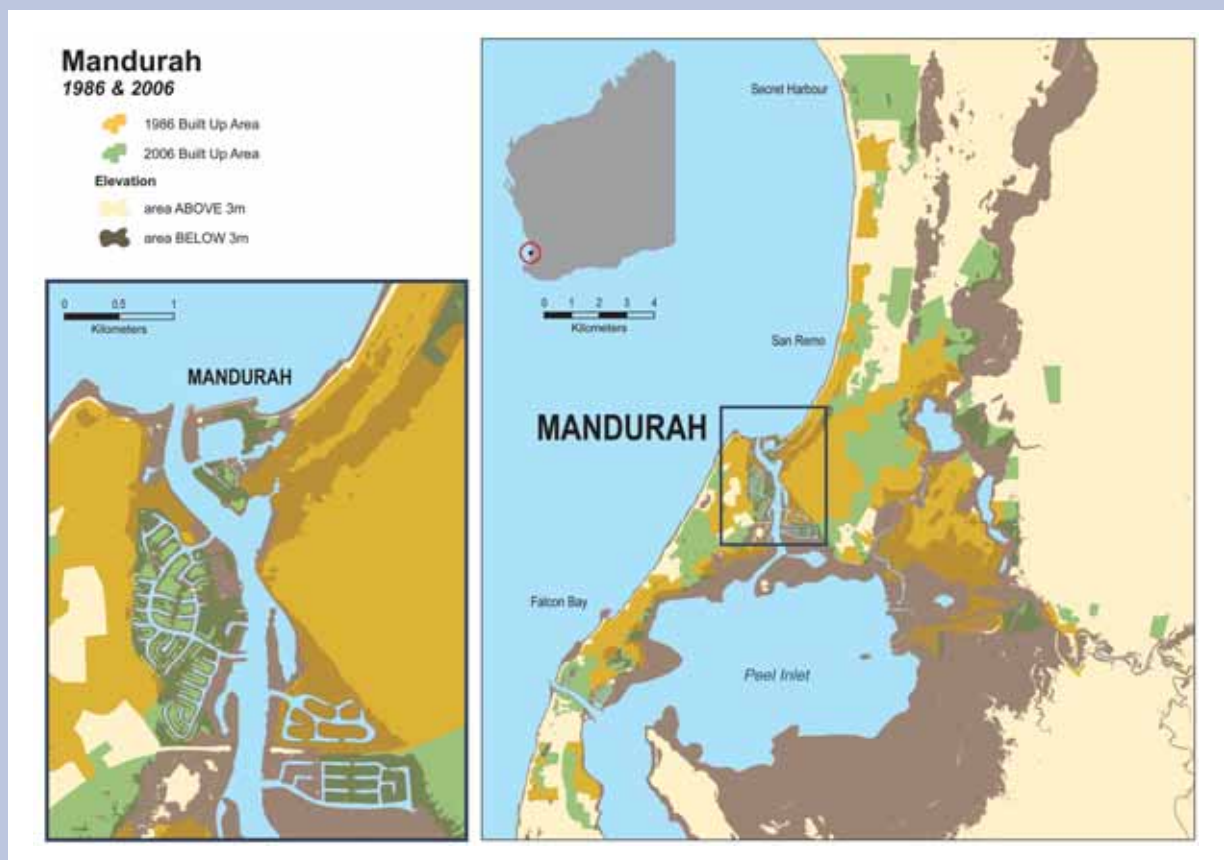 Mandurah
1986 & 2006
1986 Built Up Area
2006 Built Up Area
Elevation
area ABOVE 3m
area BELOW 3m
0 0.5 1
Kilometers
MANDURAH
Secret Harbour
0 1 2 3 4
Kilometers
San Remo
MANDURAH
Falcon Bay
Peel Inlet